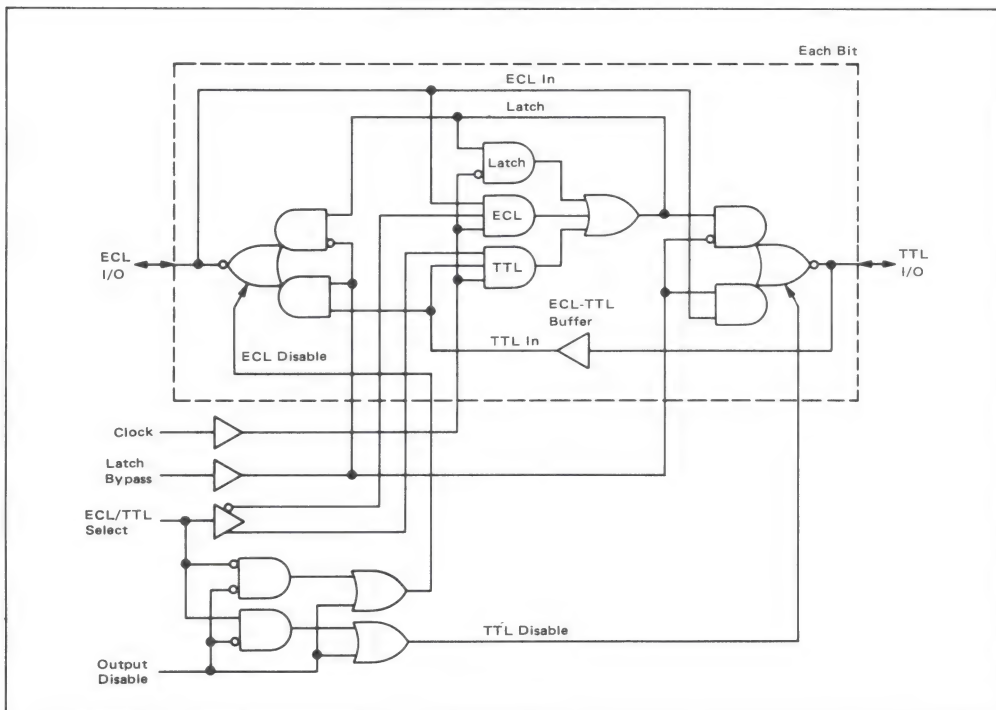 Each Bit
ECL In
Latch
Latch
ECL
TTL
ECL
I/O
TTL
I/O
ECL-TTL
Buffer
TTL In
ECL Disable
Clock
Latch
Bypass
ECL/TTL
Select
TTL Disable
Output
Disable